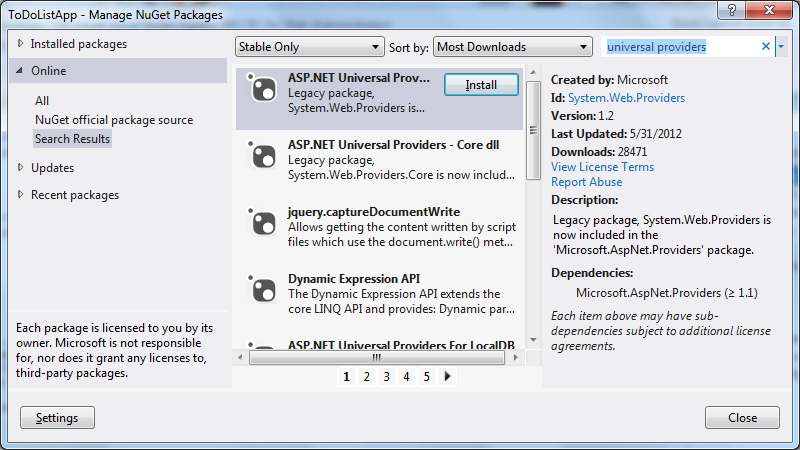 ToDoListApp - Manage NuGet Packages
Installed packages
Online
All
NuGet official package source
Search Results
Updates
Recent packages
Each package is licensed to you by its
owner. Microsoft is not responsible
for, nor does it grant any licenses to,
third-party packages.
Stable Only
Sort by:
Most Downloads
universal providers
ASP.NET Universal Prov...
Legacy package,
System.Web.Providers is...
Install
ASP.NET Universal Providers - Core dll
Legacy package,
System.Web.Providers.Core is now includ...
jquery.captureDocumentWrite
Allows getting the content written by script
files which use the document.write() met...
Dynamic Expression API
The Dynamic Expression API extends the
core LINQ API and provides: Dynamic par...
ASP.NET Universal Providers For LocalDB
1 2 3 4 5
Created by: Microsoft
Id: System.Web.Providers
Version: 1.2
Last Updated: 5/31/2012
Downloads: 28471
View License Terms
Report Abuse
Description:
Legacy package, System.Web.Providers is
now included in the
'Microsoft.AspNet.Providers' package.
Dependencies:
Microsoft.AspNet.Providers (≥ 1.1)
Each item above may have sub-
dependencies subject to additional license
agreements.
Settings
Close